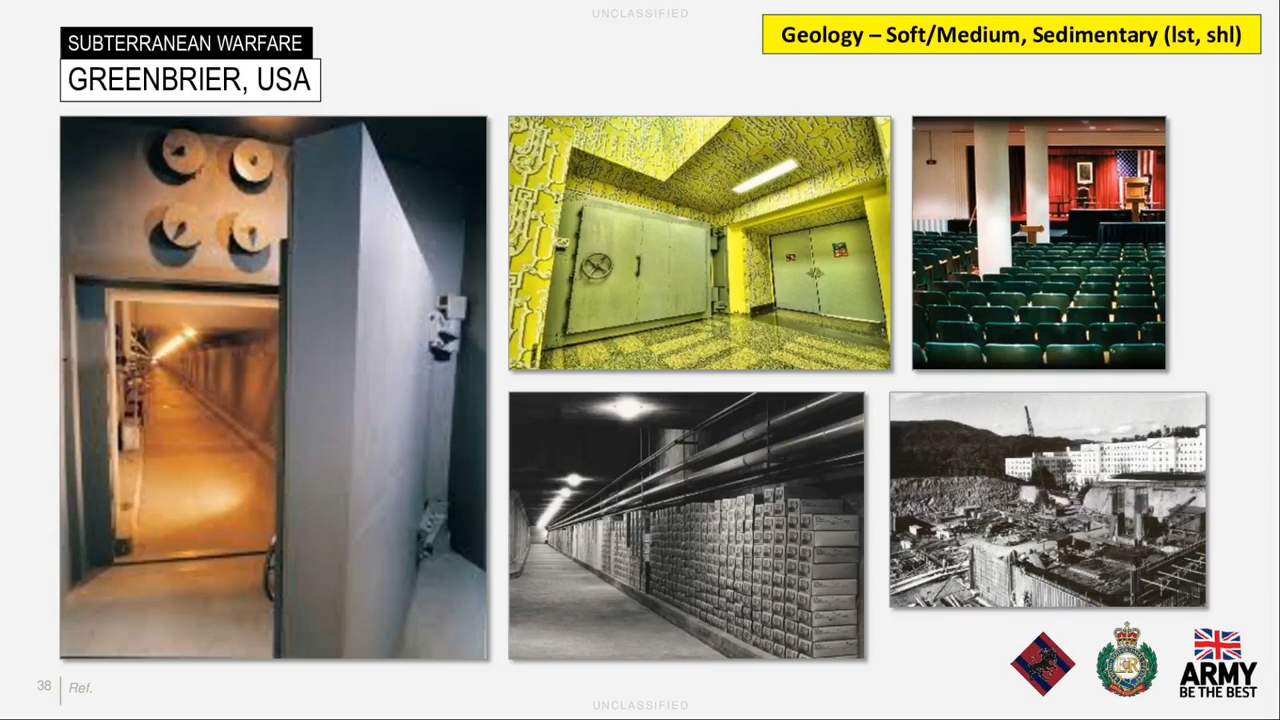 UNCLASSIFIED
SUBTERRANEAN WARFARE
GREENBRIER, USA
Geology – Soft/Medium, Sedimentary (lst, shl)
ARMY
BE THE BEST
38
Ref.
UNCLASSIFIED